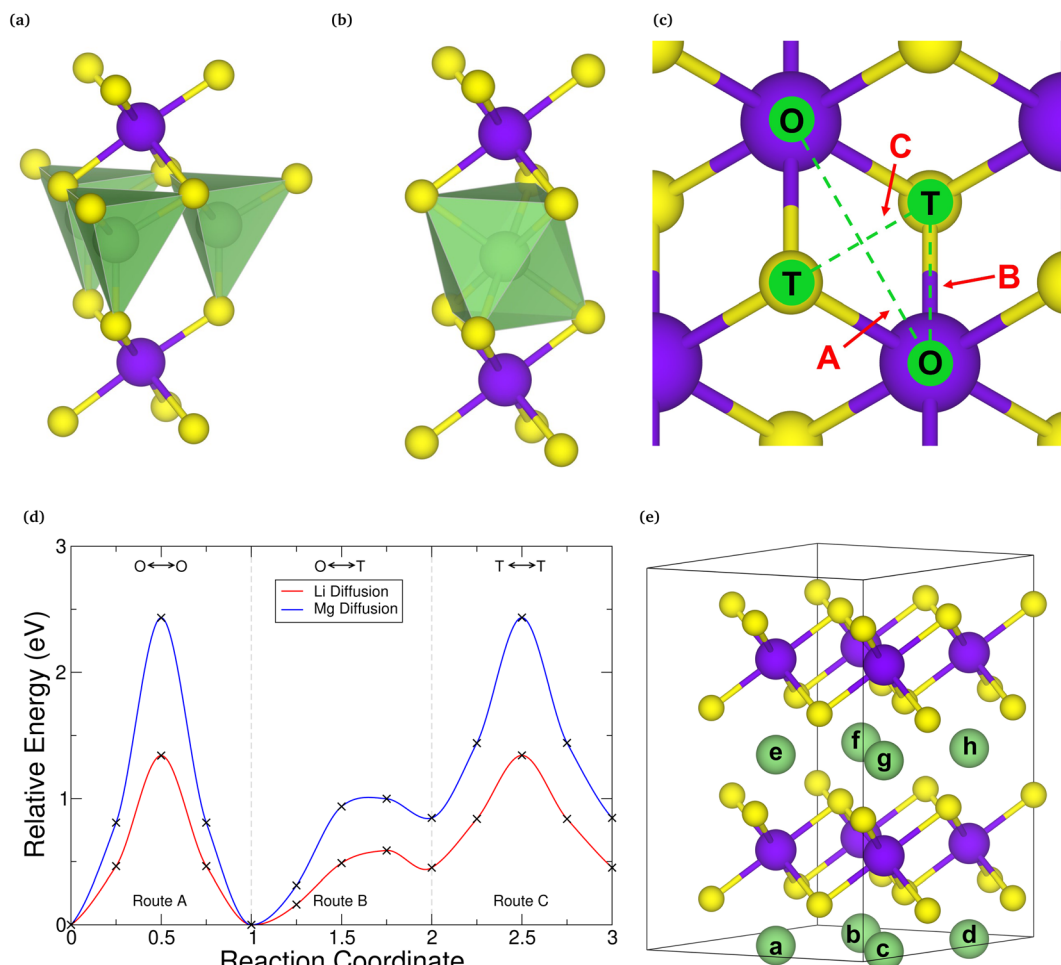 (a)
(b)
(c)
O
C
T
T
B
A
O
(d)
3
2
1
0
Relative Energy (eV)
O⟷O
O⟷T
T⟷T
Li Diffusion
Mg Diffusion
Route A
Route B
Route C
0
0.5
1
1.5
2
2.5
3
Reaction Coordinate
(e)
f
e
g
h
b
a
c
d